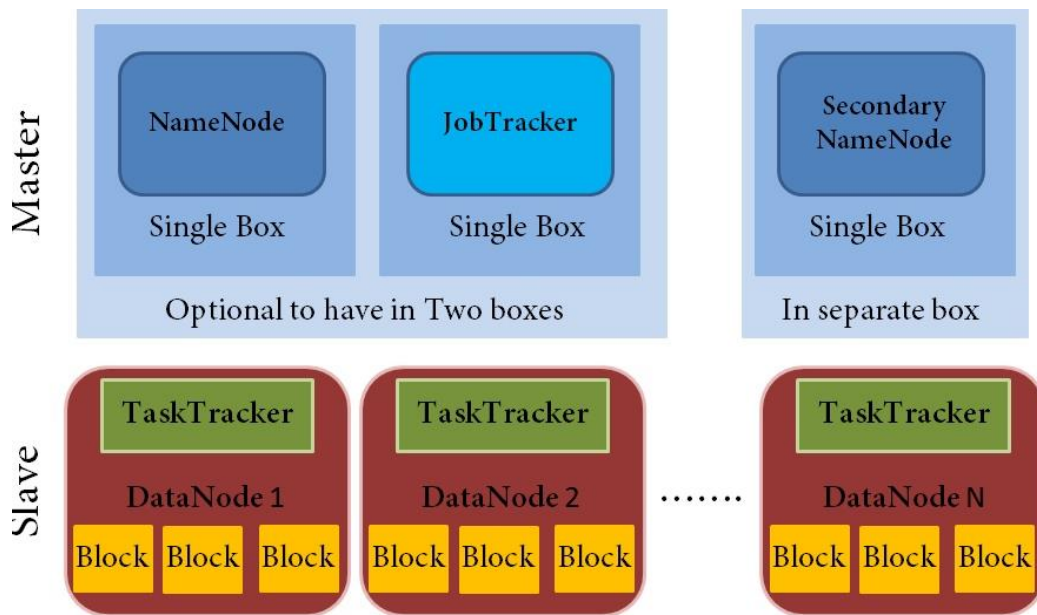 Master
NameNode
Single Box
JobTracker
Single Box
Optional to have in Two boxes
Secondary
NameNode
Single Box
In separate box
Slave
TaskTracker
DataNode 1
Block Block Block
TaskTracker
DataNode 2
Block Block Block
.......
TaskTracker
DataNode N
Block Block Block